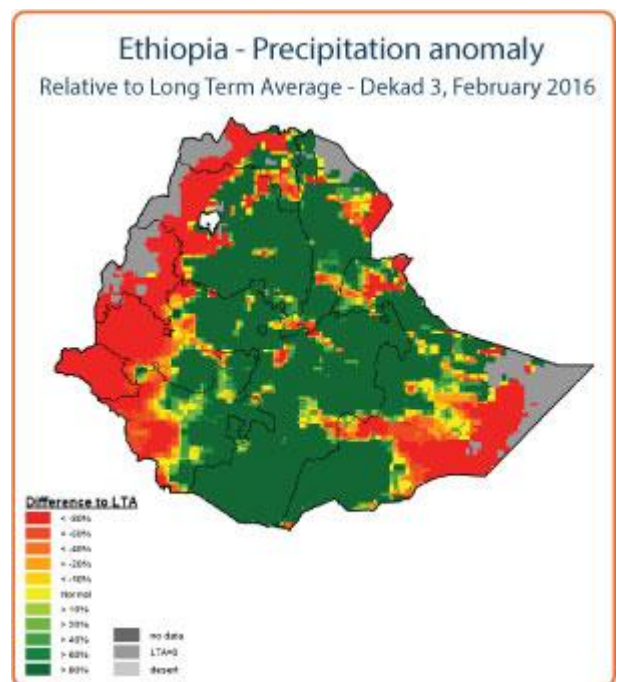 Ethiopia - Precipitation anomaly
Relative to Long Term Average - Dekad 3, February 2016
Difference to LTA
< -80%
< -60%
< -40%
< -20%
< -10%
Normal
> 10%
> 20%
> 40%
> 60%
> 80%
no data
LTA=0
desert